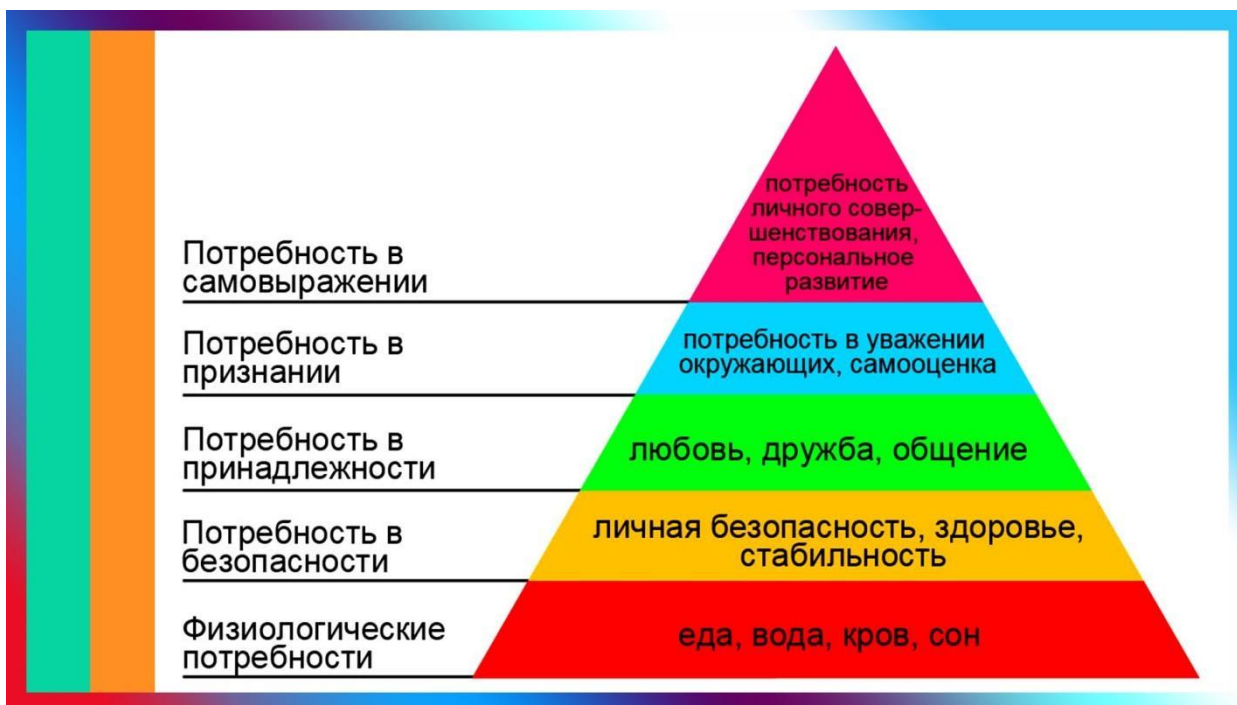 потребность
личного совер-
шенствования,
персональное
развитие
Потребность в
самовыражении
Потребность в
признании
потребность в уважении
окружающих, самооценка
Потребность в
принадлежности
любовь, дружба, общение
Потребность в
безопасности
личная безопасность, здоровье,
стабильность
Физиологические
потребности
еда, вода, кров, сон